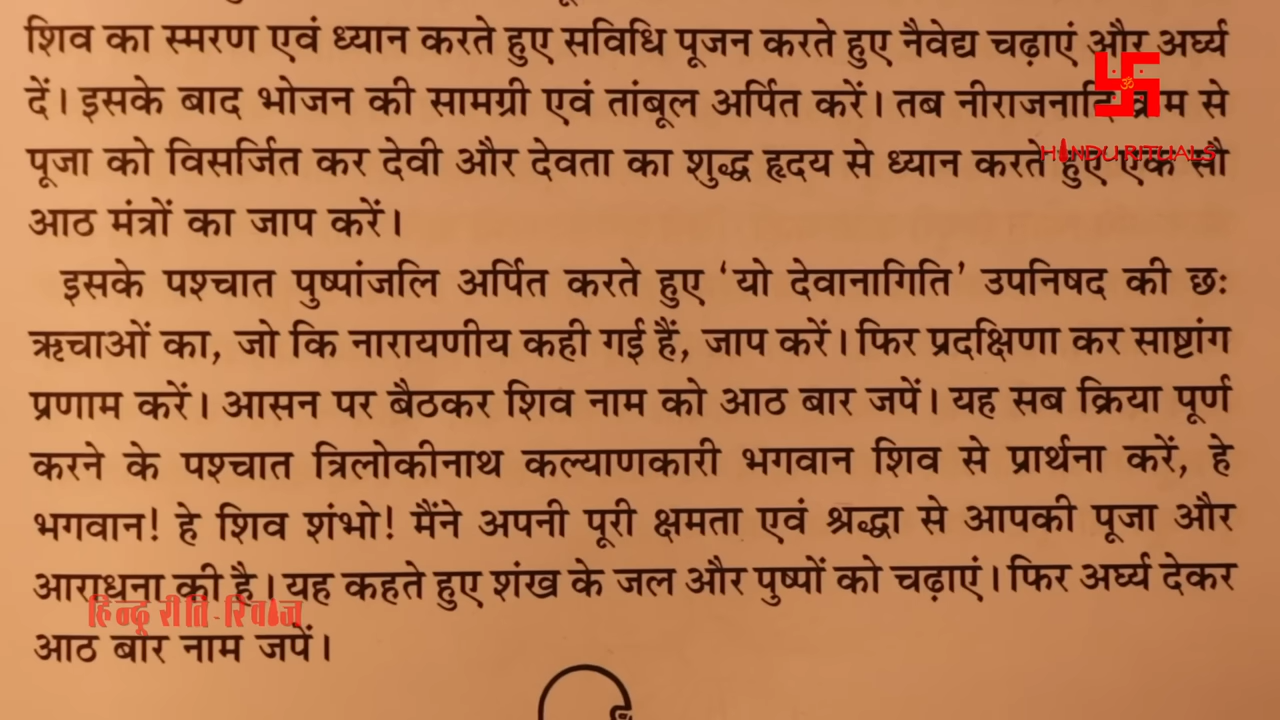 शिव का स्मरण एवं ध्यान करते हुए सविधि पूजन करते हुए नैवेद्य चढ़ाएं और अर्घ्य
दें। इसके बाद भोजन की सामग्री एवं तांबूल अर्पित करें। तब नीराजनादि क्रम से
पूजा को विसर्जित कर देवी और देवता का शुद्ध हृदय से ध्यान करते हुए एक सौ
HINDU RITUALS
आठ मंत्रों का जाप करें।
इसके पश्चात पुष्पांजलि अर्पित करते हुए ‘यो देवानागिति’ उपनिषद की छः
ऋचाओं का, जो कि नारायणीय कही गई हैं, जाप करें। फिर प्रदक्षिणा कर साष्टांग
प्रणाम करें। आसन पर बैठकर शिव नाम को आठ बार जपें। यह सब क्रिया पूर्ण
करने के पश्चात त्रिलोकीनाथ कल्याणकारी भगवान शिव से प्रार्थना करें, हे
भगवान! हे शिव शंभो! मैंने अपनी पूरी क्षमता एवं श्रद्धा से आपकी पूजा और
आराधना की है। यह कहते हुए शंख के जल और पुष्पों को चढ़ाएं। फिर अर्घ्य देकर
हिन्दू रीति-रिवाज
आठ बार नाम जपें।